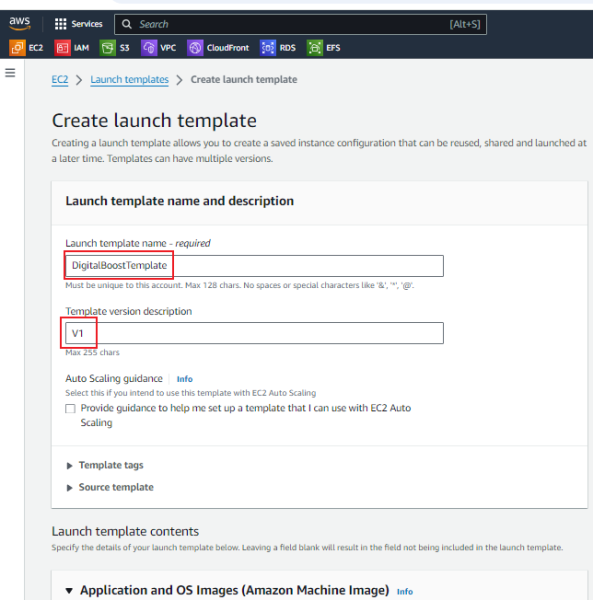 aws Services Search [Alt+S]
EC2 IAM S3 VPC CloudFront RDS EFS
EC2 > Launch templates > Create launch template
Create launch template
Creating a launch template allows you to create a saved instance configuration that can be reused, shared and launched at
a later time. Templates can have multiple versions.
Launch template name and description
Launch template name - required
DigitalBoostTemplate
Must be unique to this account. Max 128 chars. No spaces or special characters like '&', '*', '@'.
Template version description
V1
Max 255 chars
Auto Scaling guidance Info
Select this if you intend to use this template with EC2 Auto Scaling
Provide guidance to help me set up a template that I can use with EC2 Auto
Scaling
Template tags
Source template
Launch template contents
Specify the details of your launch template below. Leaving a field blank will result in the field not being included in the launch template.
Application and OS Images (Amazon Machine Image) Info